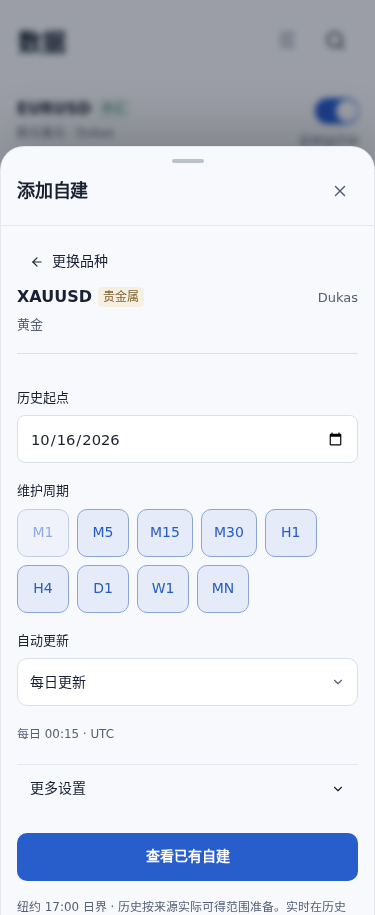 数据
EURUSD
添加自建
更换品种
XAUUSD 贵金属 Dukas
黄金
历史起点
10/16/2026
维护周期
M1 M5 M15 M30 H1
H4 D1 W1 MN
自动更新
每日更新
每日 00:15 · UTC
更多设置
查看已有自建
纽约 17:00 日界 · 历史按来源实际可得范围准备。实时在历史